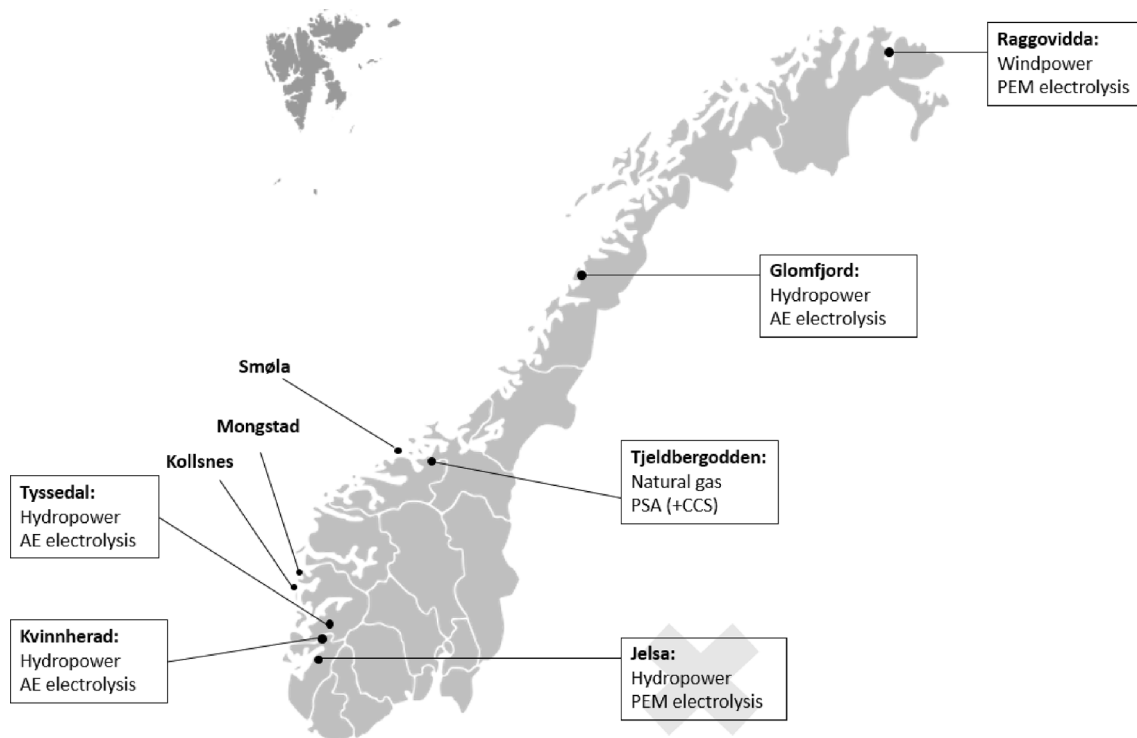 Raggovidda:
Windpower
PEM electrolysis
Glomfjord:
Hydropower
AE electrolysis
Smøla
Mongstad
Kollsnes
Tjeldbergodden:
Natural gas
PSA (+CCS)
Tyssedal:
Hydropower
AE electrolysis
Kvinnherad:
Hydropower
AE electrolysis
Jelsa:
Hydropower
PEM electrolysis